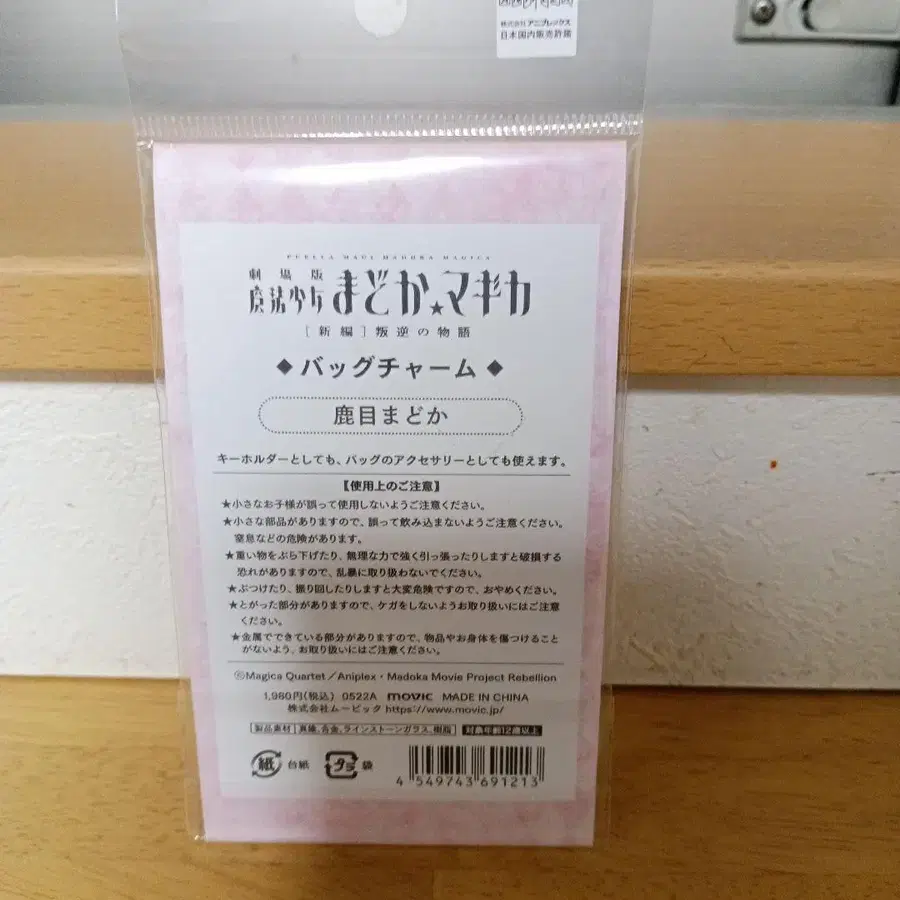 株式会社 アニプレックス
日本国内販売許諾
PUELLA MAGI MADOKA MAGICA
劇場版
魔法少女まどか★マギカ
[新編]叛逆の物語
◆バッグチャーム◆
鹿目まどか
キーホルダーとしても、バッグのアクセサリーとしても使えます。
【使用上のご注意】
★小さなお子様が誤って使用しないようご注意ください。
★小さな部品がありますので、誤って飲み込まないようご注意ください。
窒息などの危険があります。
★重い物をぶら下げたり、無理な力で強く引っ張ったりしますと破損する
恐れがありますので、乱暴に取り扱わないでください。
★ぶつけたり、振り回したりしますと大変危険ですので、おやめください。
★とがった部分がありますので、ケガをしないようお取り扱いにはご注意
ください。
★金属でできている部分がありますので、物品やお身体を傷つけること
がないよう、お取り扱いにはご注意ください。
©Magica Quartet／Aniplex・Madoka Movie Project Rebellion
1,980円(税込) 0522A movic MADE IN CHINA
株式会社ムービック https://www.movic.jp/
製品素材 真鍮、合金、ラインストーンガラス、樹脂 対象年齢12歳以上
紙 台紙 プラ 袋
4 549743 691213